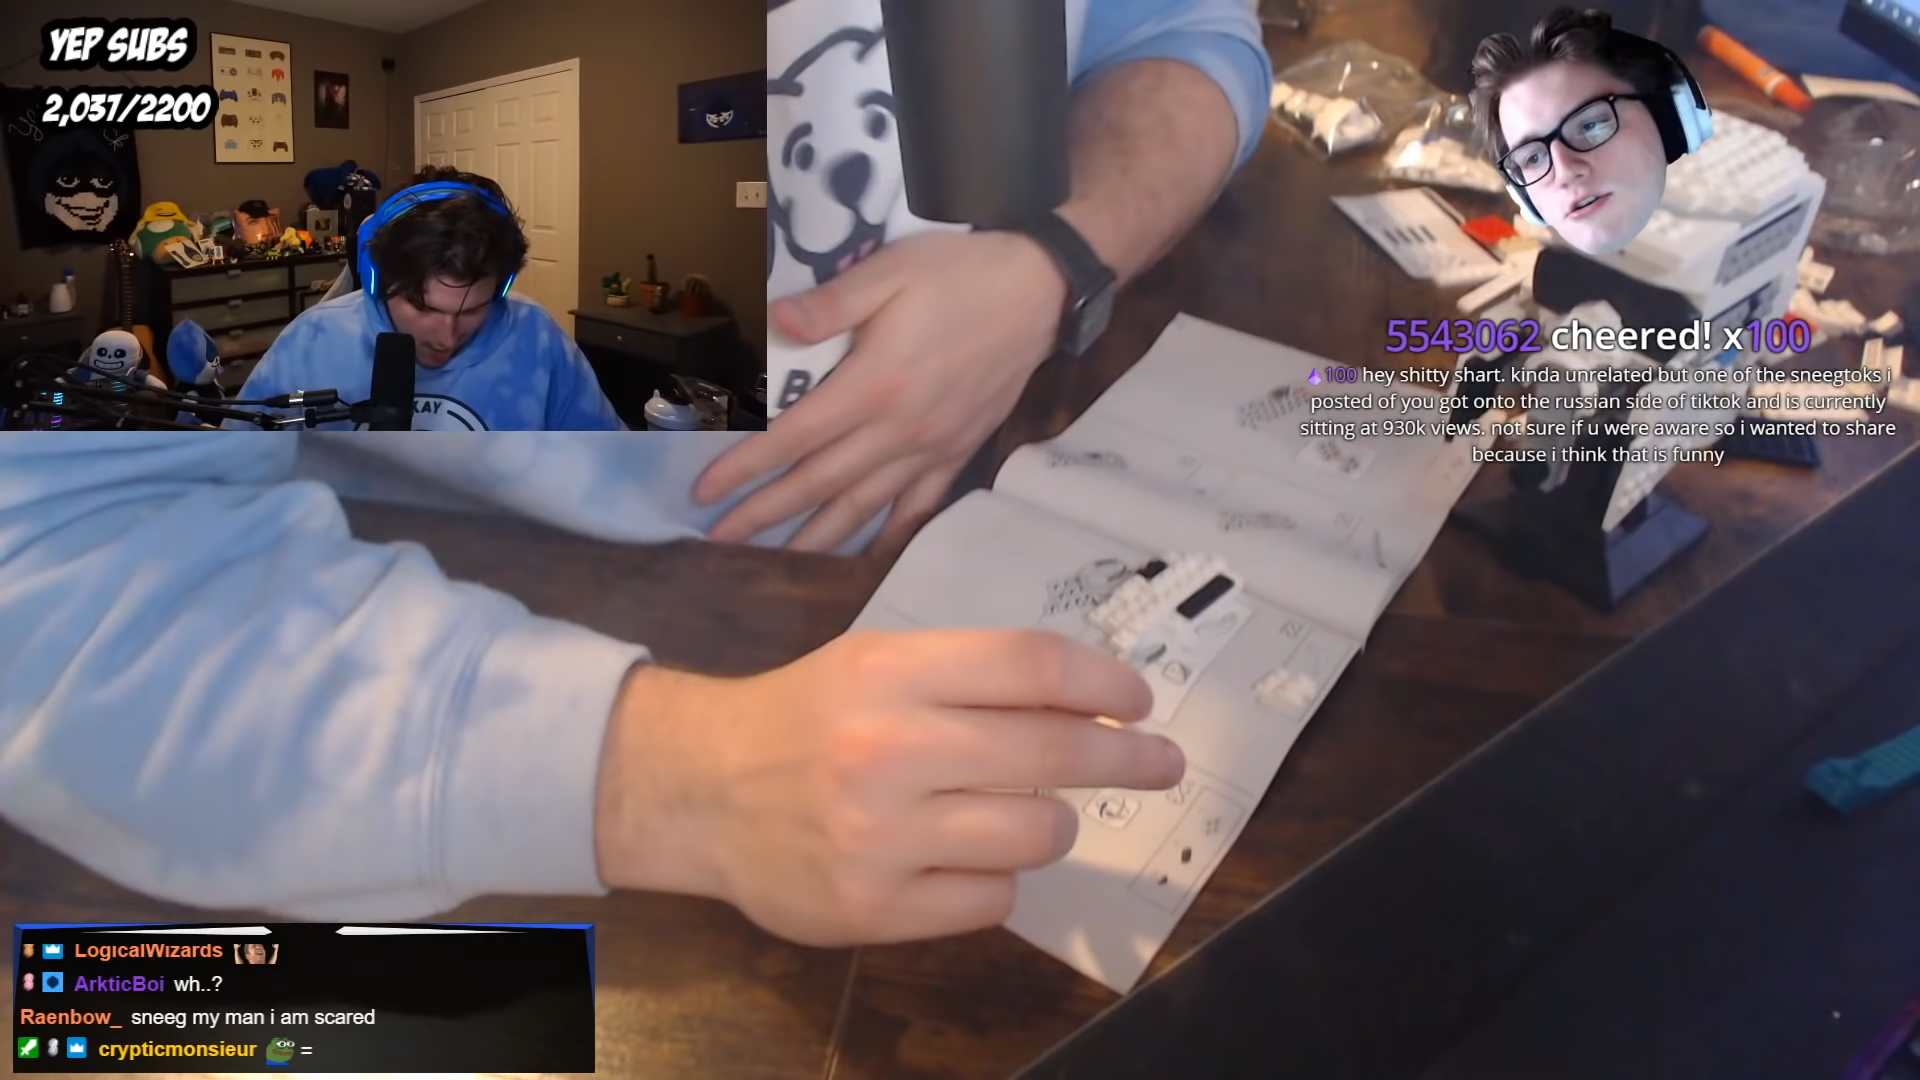 YEP SUBS
2,037/2200
KAY
5543062 cheered! x100
100 hey shitty shart. kinda unrelated but one of the sneegtoks i
posted of you got onto the russian side of tiktok and is currently
sitting at 930k views. not sure if u were aware so i wanted to share
because i think that is funny
LogicalWizards
ArkticBoi wh..?
Raenbow_ sneeg my man i am scared
crypticmonsieur =